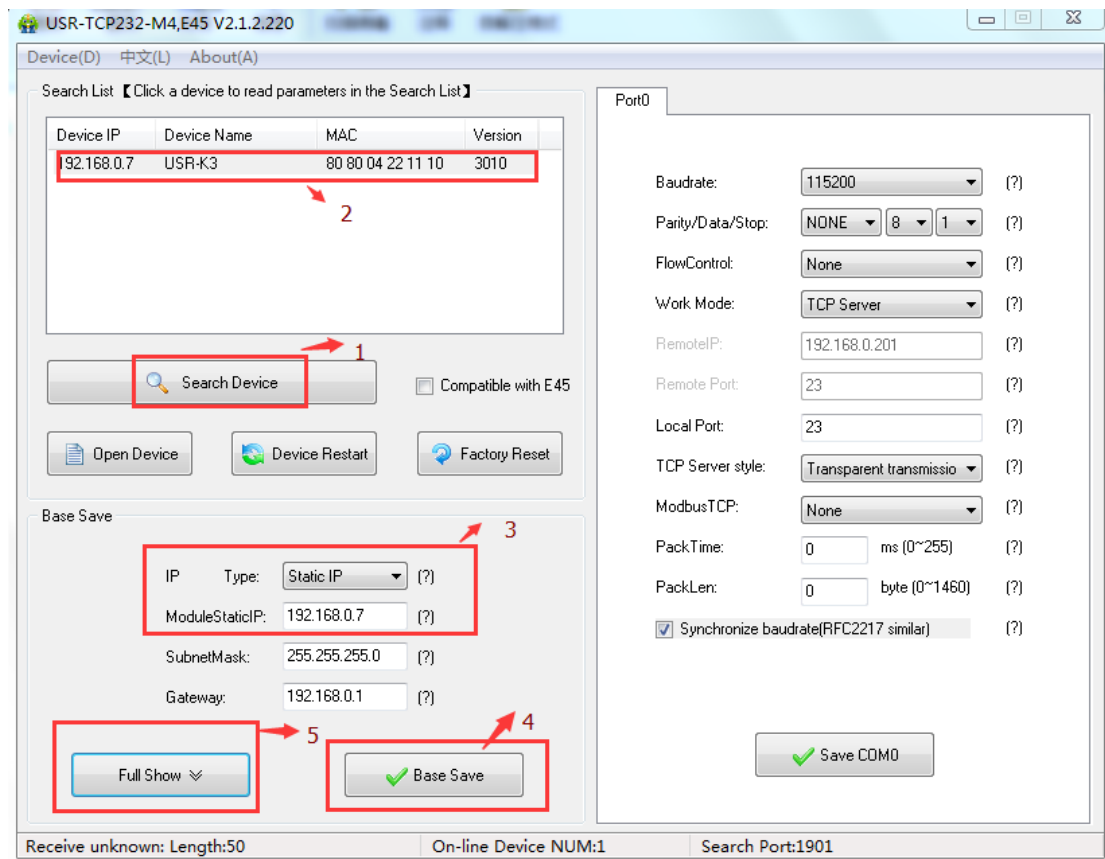 USR-TCP232-M4,E45 V2.1.2.220
Device(D) 中文(L) About(A)
Search List 【Click a device to read parameters in the Search List】
Device IP Device Name MAC Version
192.168.0.7 USR-K3 80 80 04 22 11 10 3010
2
1
Search Device
Compatible with E45
Open Device Device Restart Factory Reset
Base Save
3
IP Type: Static IP (?)
ModuleStaticIP: 192.168.0.7 (?)
SubnetMask: 255.255.255.0 (?)
Gateway: 192.168.0.1 (?)
5
4
Full Show
Base Save
Port0
Baudrate: 115200 (?)
Parity/Data/Stop: NONE 8 1 (?)
FlowControl: None (?)
Work Mode: TCP Server (?)
RemoteIP: 192.168.0.201 (?)
Remote Port: 23 (?)
Local Port: 23 (?)
TCP Server style: Transparent transmissio (?)
ModbusTCP: None (?)
PackTime: 0 ms (0~255) (?)
PackLen: 0 byte (0~1460) (?)
Synchronize baudrate(RFC2217 similar) (?)
Save COM0
Receive unknown: Length:50 On-line Device NUM:1 Search Port:1901